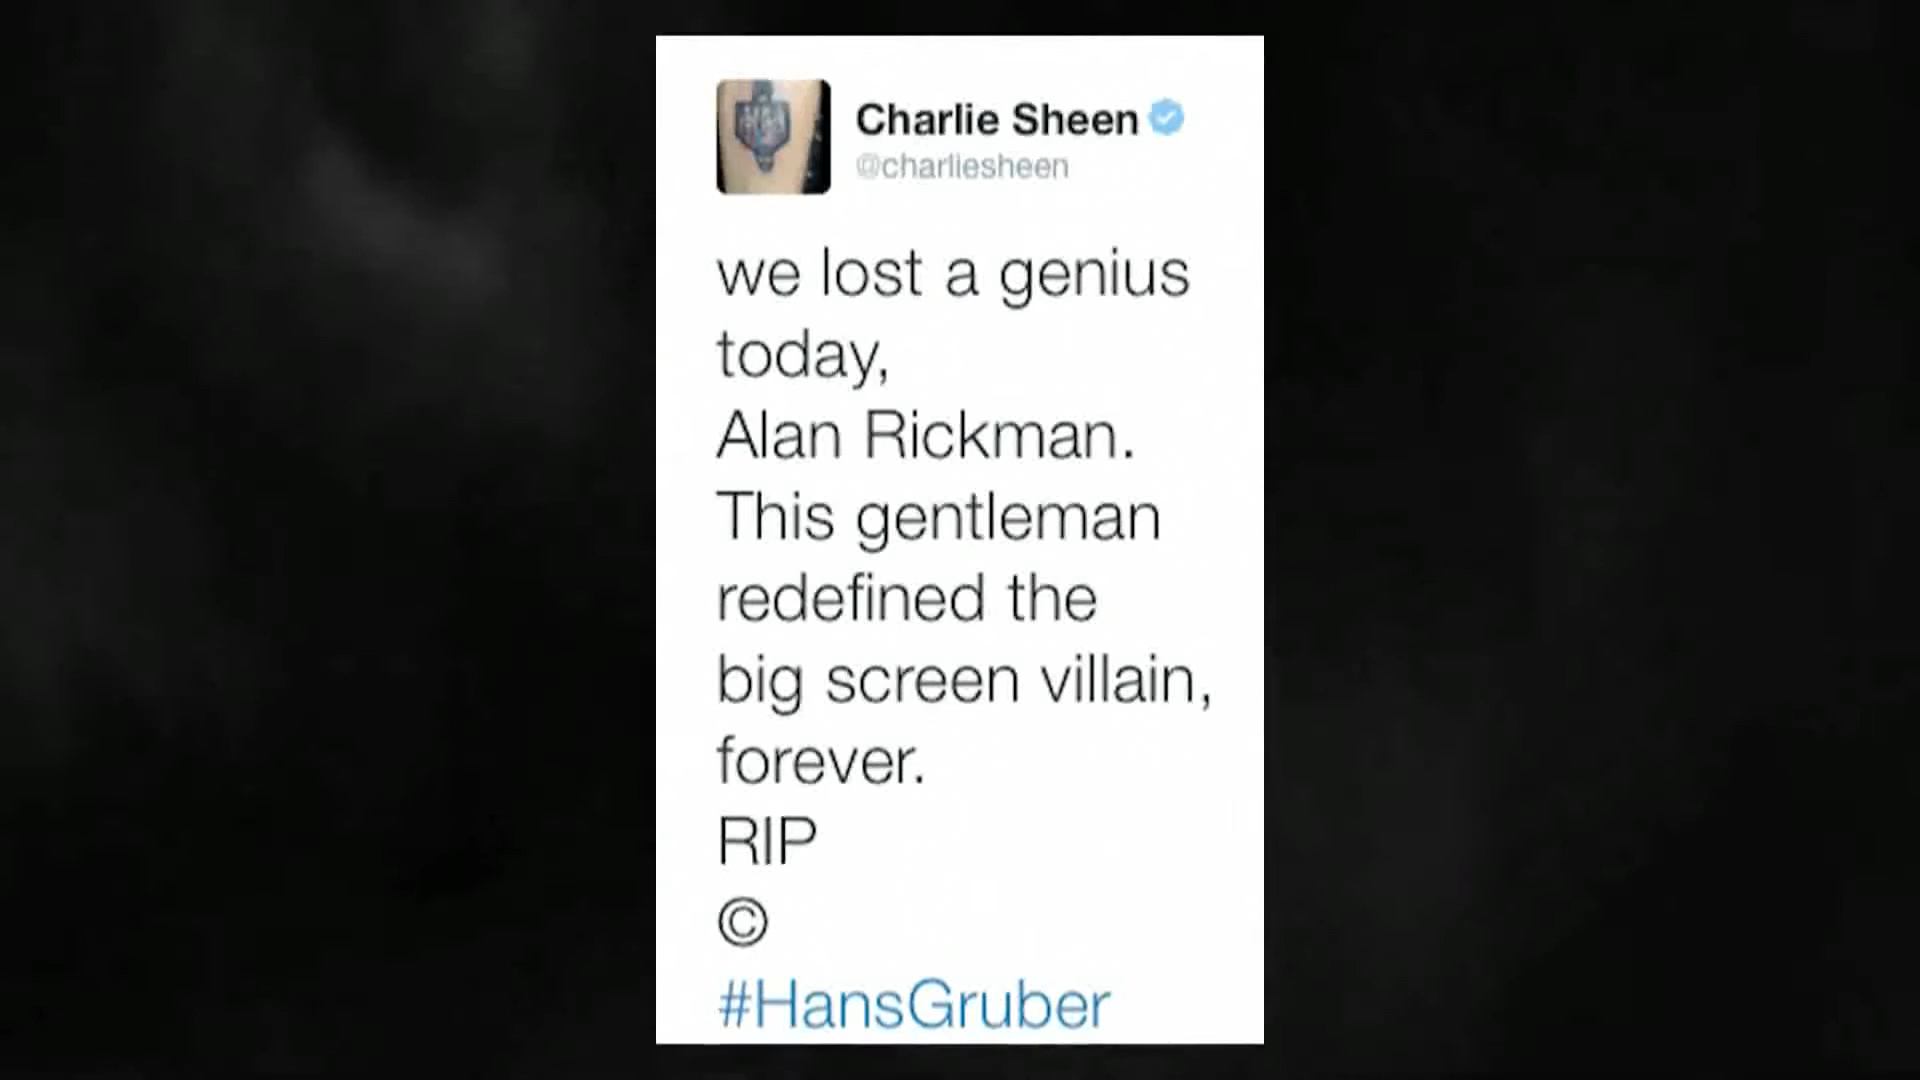 Charlie Sheen
@charliesheen
we lost a genius
today,
Alan Rickman.
This gentleman
redefined the
big screen villain,
forever.
RIP
©
#HansGruber